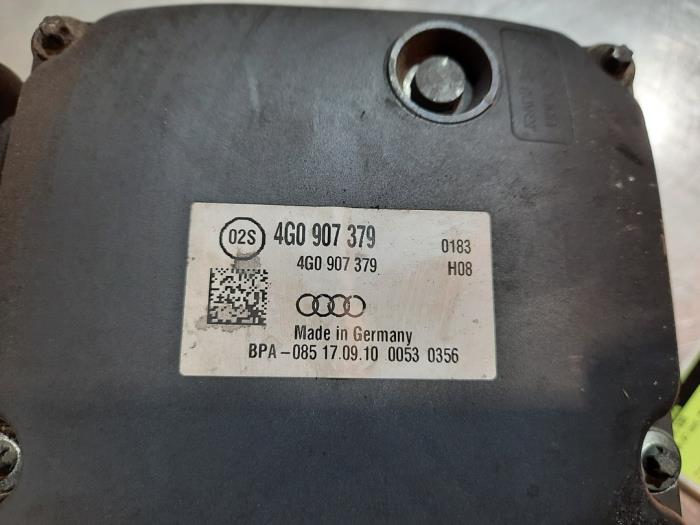 02S 4G0 907 379 0183
4G0 907 379 H08
Made in Germany
BPA-085 17.09.10 0053 0356